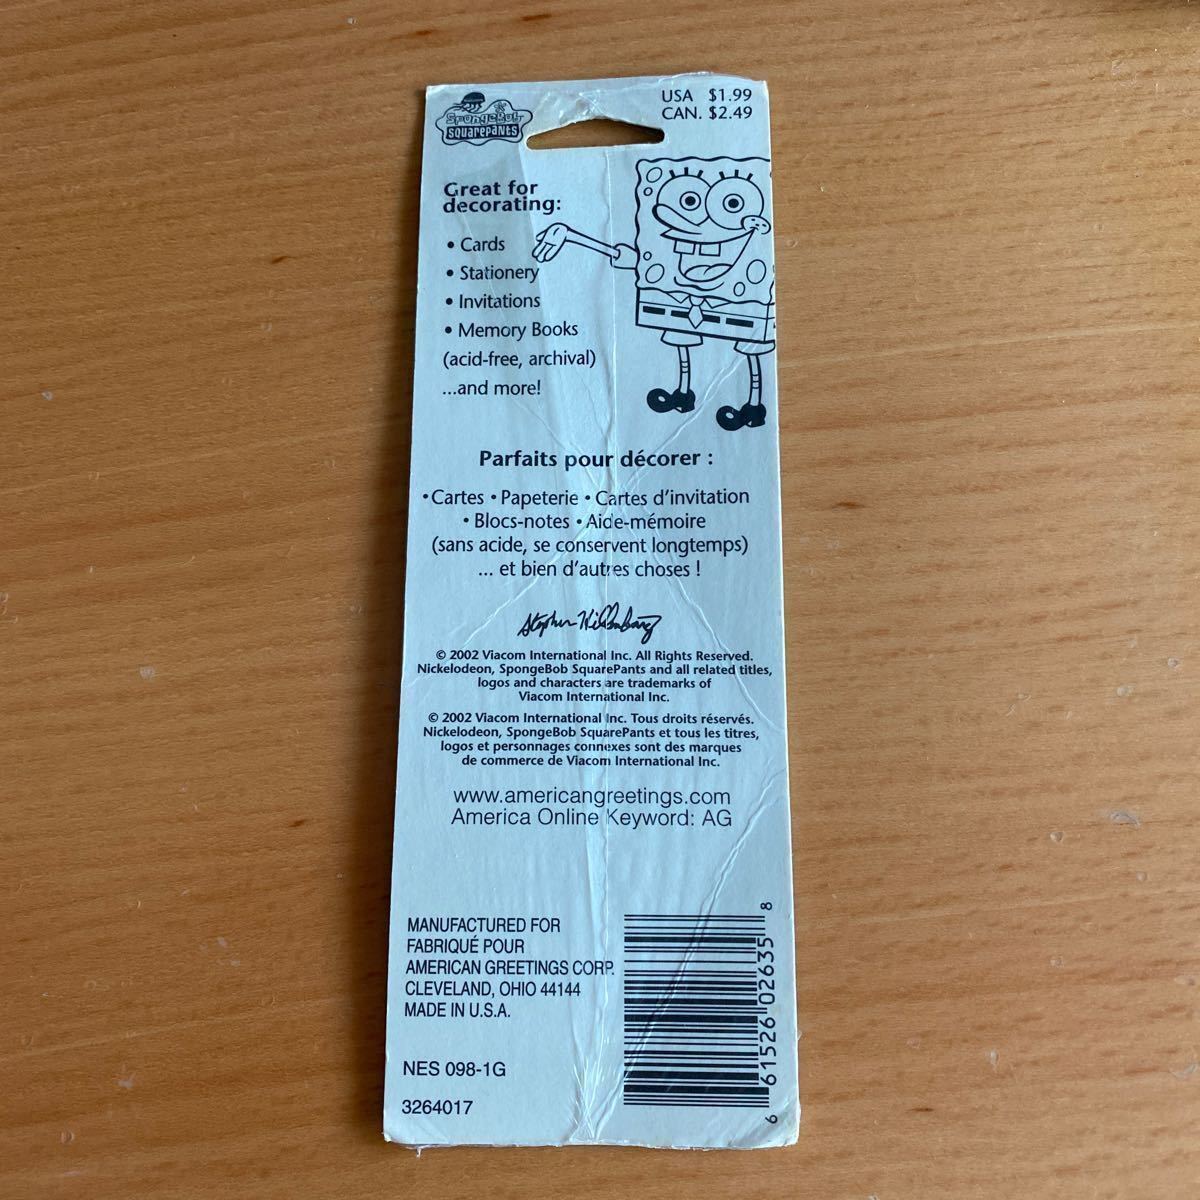 SpongeBob
SQUAREPANTS
USA $1.99
CAN. $2.49
Great for
decorating:
• Cards
• Stationery
• Invitations
• Memory Books
(acid-free, archival)
...and more!
Parfaits pour décorer :
• Cartes • Papeterie • Cartes d'invitation
• Blocs-notes • Aide-mémoire
(sans acide, se conservent longtemps)
... et bien d'autres choses !
Stephen Hillenburg
© 2002 Viacom International Inc. All Rights Reserved.
Nickelodeon, SpongeBob SquarePants and all related titles,
logos and characters are trademarks of
Viacom International Inc.
© 2002 Viacom International Inc. Tous droits réservés.
Nickelodeon, SpongeBob SquarePants et tous les titres,
logos et personnages connexes sont des marques
de commerce de Viacom International Inc.
www.americangreetings.com
America Online Keyword: AG
MANUFACTURED FOR
FABRIQUÉ POUR
AMERICAN GREETINGS CORP.
CLEVELAND, OHIO 44144
MADE IN U.S.A.
NES 098-1G
3264017
6 61526 02635 8